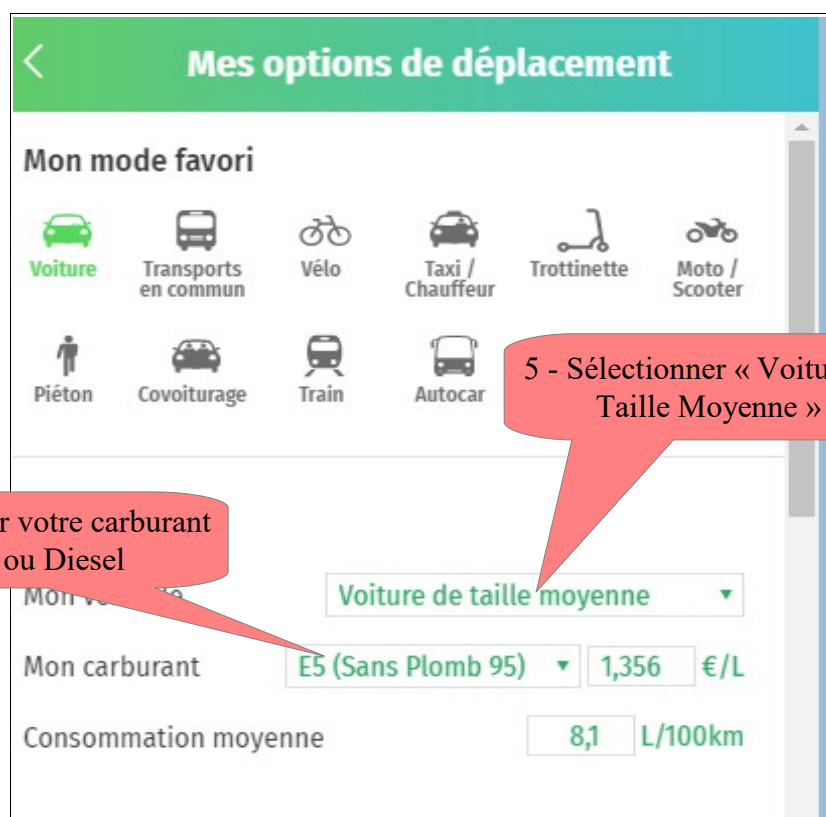 Mes options de déplacement
Mon mode favori
Voiture
Transports
en commun
Vélo
Taxi /
Chauffeur
Trottinette
Moto /
Scooter
Piéton
Covoiturage
Train
Autocar
5 - Sélectionner «
Taille Moyenne »
votre carburant
ou Diesel
Mon
Voiture de taille moyenne
Mon carburant
E5 (Sans Plomb 95)
1,356
€/L
Consommation moyenne
8,1
L/100km